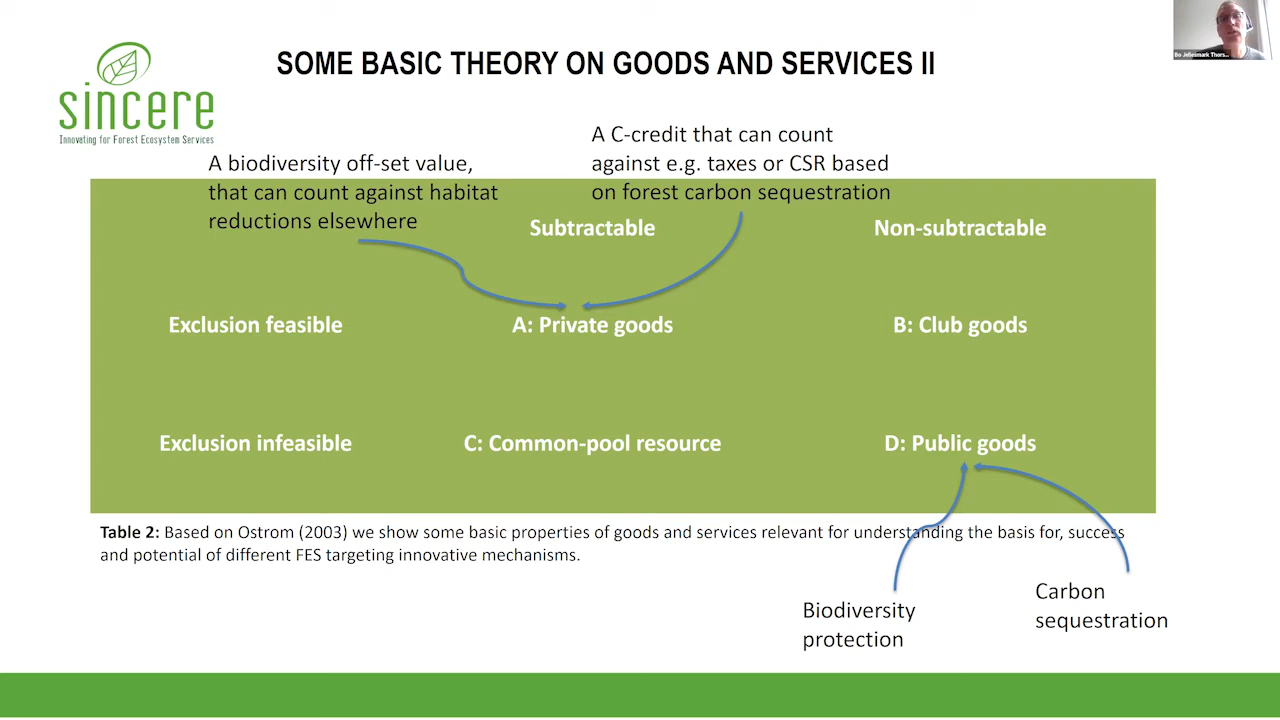 SOME BASIC THEORY ON GOODS AND SERVICES II
sincere
Innovating for Forest Ecosystem Services
Bo Jellesmark Thors...
A C-credit that can count
against e.g. taxes or CSR based
on forest carbon sequestration
A biodiversity off-set value,
that can count against habitat
reductions elsewhere
Subtractable
Non-subtractable
Exclusion feasible
A: Private goods
B: Club goods
Exclusion infeasible
C: Common-pool resource
D: Public goods
Table 2: Based on Ostrom (2003) we show some basic properties of goods and services relevant for understanding the basis for, success
and potential of different FES targeting innovative mechanisms.
Biodiversity
protection
Carbon
sequestration